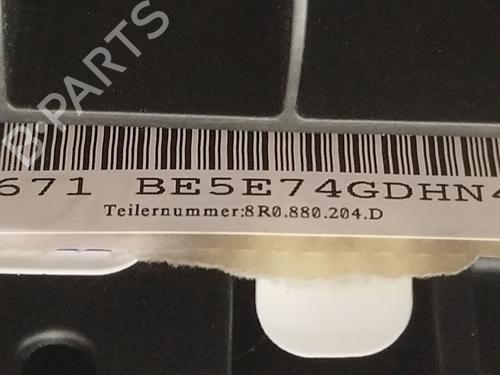 B-PARTS
671 BE5E74GDHN4
Teilernummer:8R0.880.204.D